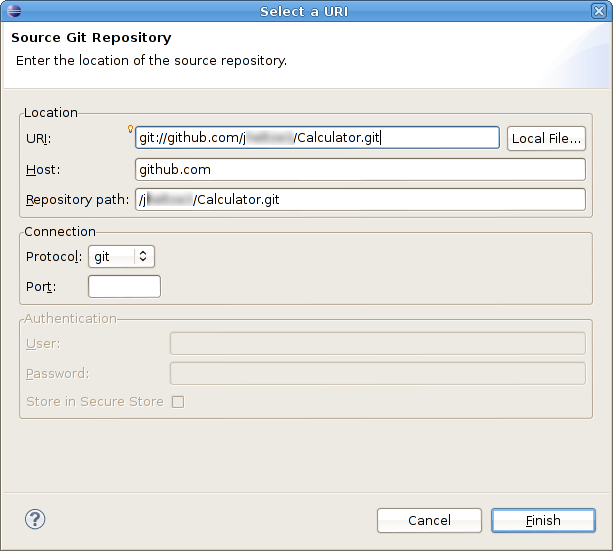 Select a URI
Source Git Repository
Enter the location of the source repository.
Location
URI: git://github.com/j /Calculator.git Local File...
Host: github.com
Repository path: /j /Calculator.git
Connection
Protocol: git
Port:
Authentication
User:
Password:
Store in Secure Store
? Cancel Finish